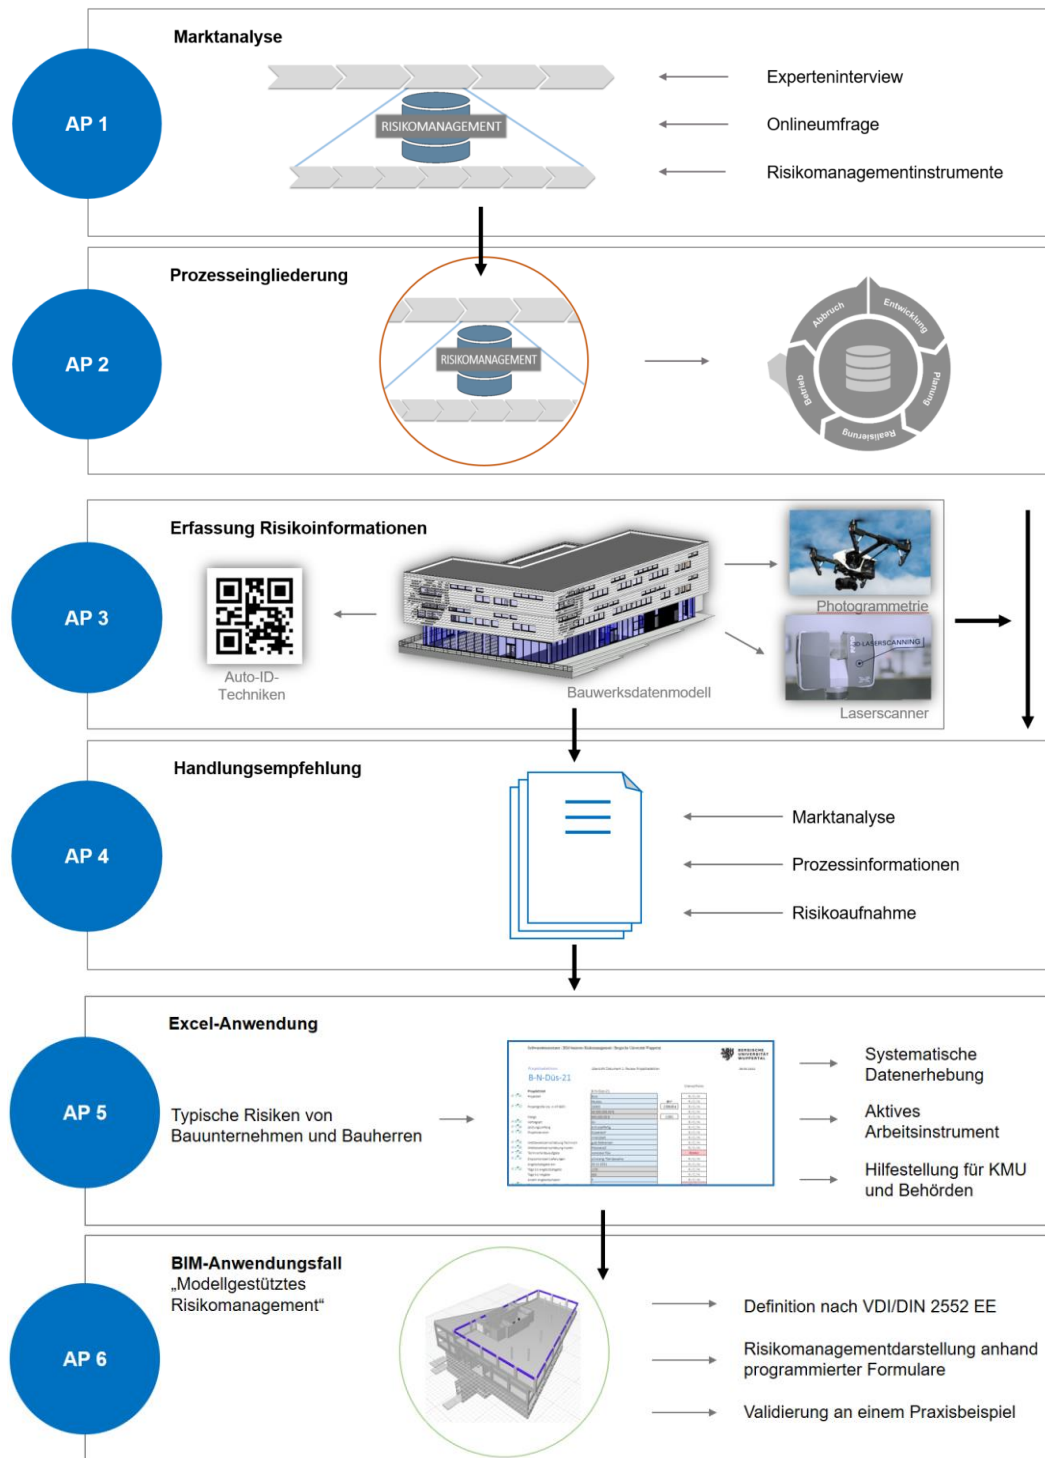 Marktanalyse
AP 1
RISIKOMANAGEMENT
Experteninterview
Onlineumfrage
Risikomanagementinstrumente
Prozesseingliederung
AP 2
RISIKOMANAGEMENT
Abbruch
Entwicklung
Planung
Realisierung
Betrieb
Erfassung Risikoinformationen
AP 3
Auto-ID-
Techniken
Bauwerksdatenmodell
Photogrammetrie
3D-LASERSCANNING
Laserscanner
Handlungsempfehlung
AP 4
Marktanalyse
Prozessinformationen
Risikoaufnahme
Excel-Anwendung
AP 5
Typische Risiken von
Bauunternehmen und Bauherren
BERGISCHE
UNIVERSITÄT
WUPPERTAL
B-N-Düs-21
Systematische
Datenerhebung
Aktives
Arbeitsinstrument
Hilfestellung für KMU
und Behörden
BIM-Anwendungsfall
„Modellgestütztes
Risikomanagement“
AP 6
Definition nach VDI/DIN 2552 EE
Risikomanagementdarstellung anhand
programmierter Formulare
Validierung an einem Praxisbeispiel